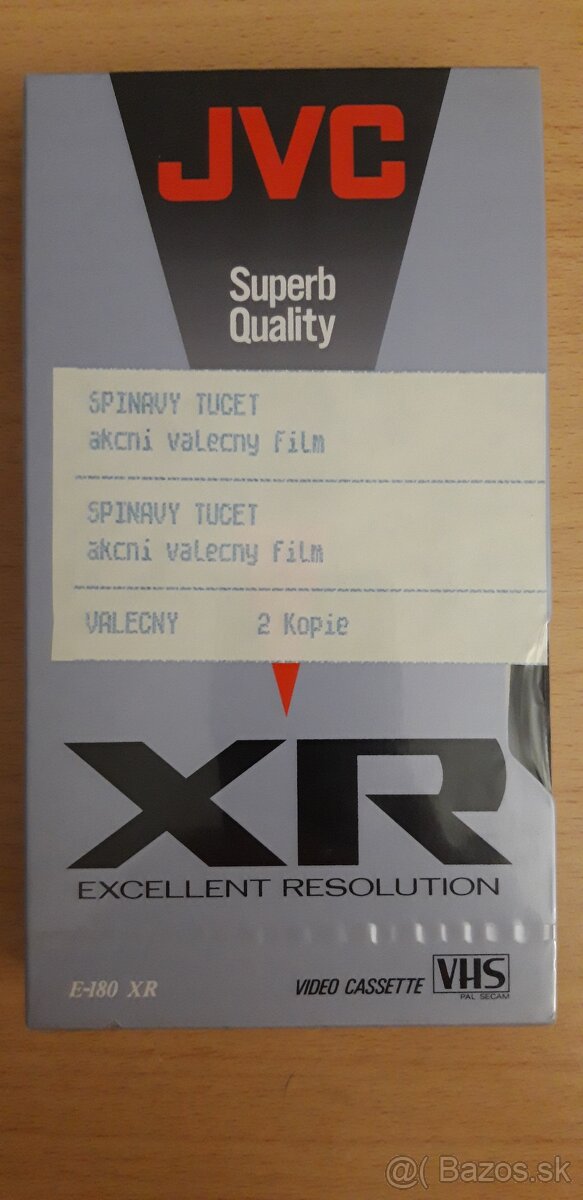 JVC
Superb
Quality
SPINAVY TUCET
akcni valecny film
SPINAVY TUCET
akcni valecny film
VALECNY 2 Kopie
XR
EXCELLENT RESOLUTION
E-180 XR
VIDEO CASSETTE VHS
PAL SECAM
@( Bazos.sk